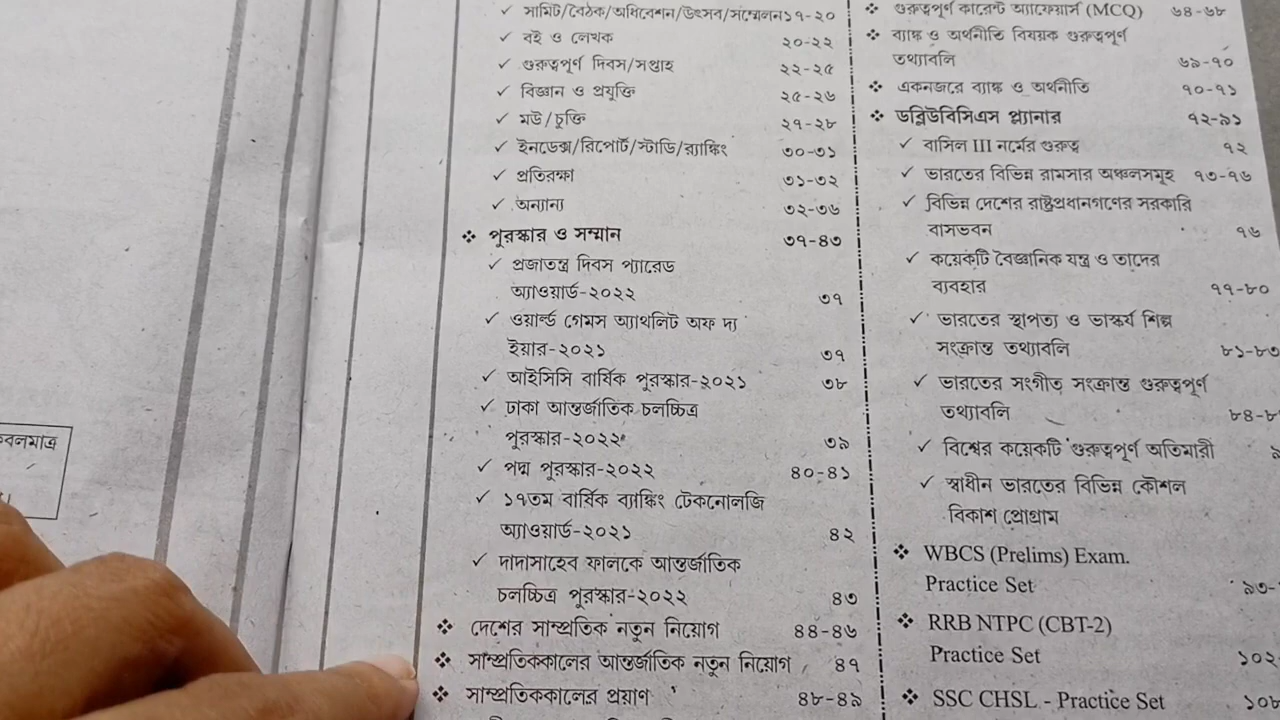 ✓ সামিট/বৈঠক/অধিবেশন/উৎসব/সম্মেলন১৭-২০
✓ বই ও লেখক ২০-২২
✓ গুরুত্বপূর্ণ দিবস/সপ্তাহ ২২-২৫
✓ বিজ্ঞান ও প্রযুক্তি ২৫-২৬
✓ মউ/চুক্তি ২৭-২৮
✓ ইনডেক্স/রিপোর্ট/স্টাডি/র‍্যাঙ্কিং ৩০-৩১
✓ প্রতিরক্ষা ৩১-৩২
✓ অন্যান্য ৩২-৩৬
❖ পুরস্কার ও সম্মান ৩৭-৪৩
✓ প্রজাতন্ত্র দিবস প্যারেড
অ্যাওয়ার্ড-২০২২ ৩৭
✓ ওয়ার্ল্ড গেমস অ্যাথলিট অফ দ্য
ইয়ার-২০২১ ৩৭
✓ আইসিসি বার্ষিক পুরস্কার-২০২১ ৩৮
✓ ঢাকা আন্তর্জাতিক চলচ্চিত্র
পুরস্কার-২০২২ ৩৯
✓ পদ্ম পুরস্কার-২০২২ ৪০-৪১
✓ ১৭তম বার্ষিক ব্যাঙ্কিং টেকনোলজি
অ্যাওয়ার্ড-২০২১ ৪২
✓ দাদাসাহেব ফালকে আন্তর্জাতিক
চলচ্চিত্র পুরস্কার-২০২২ ৪৩
❖ দেশের সাম্প্রতিক নতুন নিয়োগ ৪৪-৪৬
❖ সাম্প্রতিককালের আন্তর্জাতিক নতুন নিয়োগ ৪৭
❖ সাম্প্রতিককালের প্রয়াণ ৪৮-৪৯
❖ গুরুত্বপূর্ণ কারেন্ট অ্যাফেয়ার্স (MCQ) ৬৪-৬৮
❖ ব্যাঙ্ক ও অর্থনীতি বিষয়ক গুরুত্বপূর্ণ
তথ্যাবলি ৬৯-৭০
❖ একনজরে ব্যাঙ্ক ও অর্থনীতি ৭০-৭১
❖ ডব্লিউবিসিএস প্ল্যানার ৭২-৯১
✓ বাসিল III নর্মের গুরুত্ব ৭২
✓ ভারতের বিভিন্ন রামসার অঞ্চলসমূহ ৭৩-৭৬
✓ বিভিন্ন দেশের রাষ্ট্রপ্রধানগণের সরকারি
বাসভবন ৭৬
✓ কয়েকটি বৈজ্ঞানিক যন্ত্র ও তাদের
ব্যবহার ৭৭-৮০
✓ ভারতের স্থাপত্য ও ভাস্কর্য শিল্প
সংক্রান্ত তথ্যাবলি ৮১-৮৩
✓ ভারতের সংগীত সংক্রান্ত গুরুত্বপূর্ণ
তথ্যাবলি ৮৪-৮
✓ বিশ্বের কয়েকটি গুরুত্বপূর্ণ অতিমারী
✓ স্বাধীন ভারতের বিভিন্ন কৌশল
বিকাশ প্রোগ্রাম
❖ WBCS (Prelims) Exam.
Practice Set ৯৩-
❖ RRB NTPC (CBT-2)
Practice Set ১০২-
❖ SSC CHSL - Practice Set ১০৮